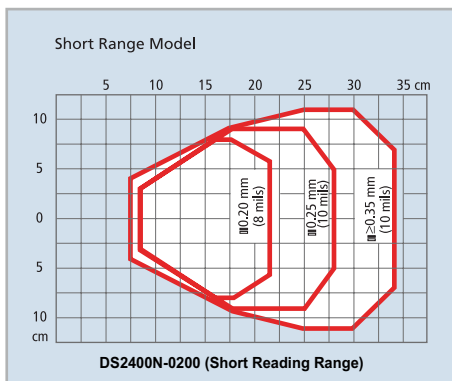 Short Range Model
5 10 15 20 25 30 35 cm
10
5
0
5
10
cm
0.20 mm
(8 mils)
0.25 mm
(10 mils)
≥0.35 mm
(10 mils)
DS2400N-0200 (Short Reading Range)